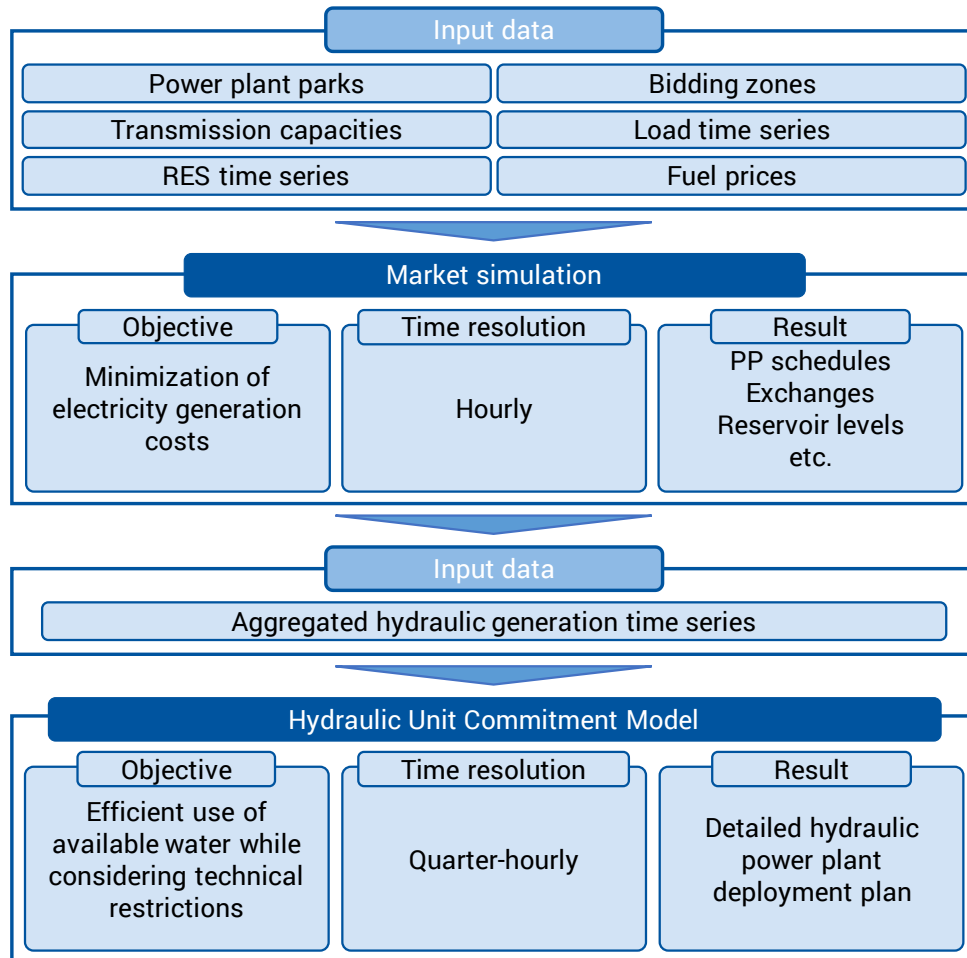 Input data
Power plant parks
Bidding zones
Transmission capacities
Load time series
RES time series
Fuel prices
Market simulation
Objective
Minimization of
electricity generation
costs
Time resolution
Hourly
Result
PP schedules
Exchanges
Reservoir levels
etc.
Input data
Aggregated hydraulic generation time series
Hydraulic Unit Commitment Model
Objective
Efficient use of
available water while
considering technical
restrictions
Time resolution
Quarter-hourly
Result
Detailed hydraulic
power plant
deployment plan